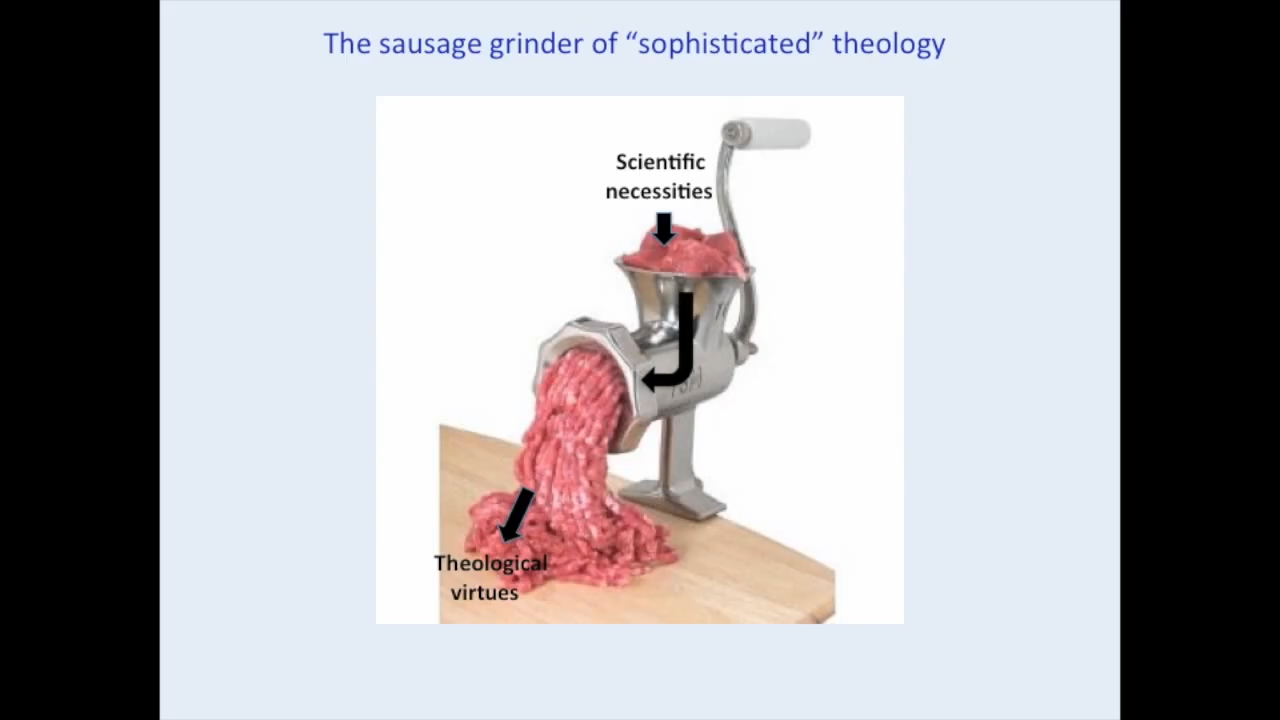 The sausage grinder of “sophisticated” theology
Scientific
necessities
Theological
virtues